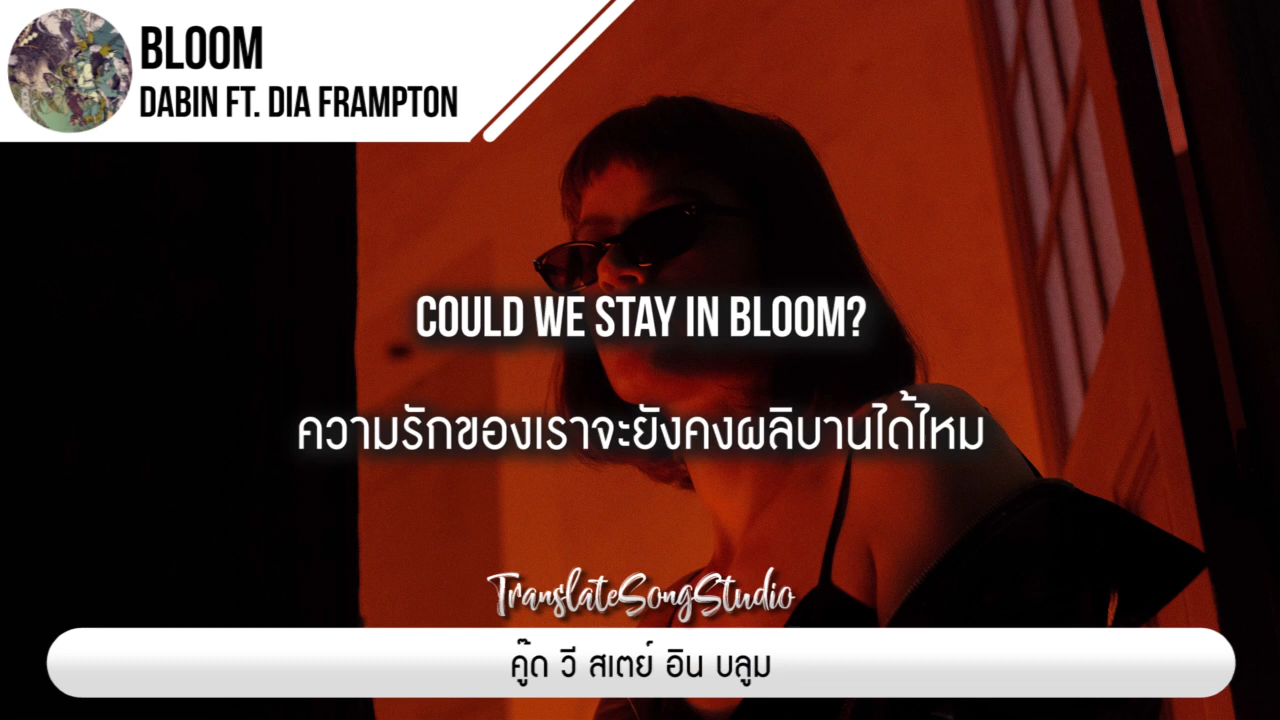 BLOOM
DABIN FT. DIA FRAMPTON
COULD WE STAY IN BLOOM?
ความรักของเราจะยังคงผลิบานได้ไหม
TranslateSongStudio
คู๊ด วี สเตย์ อิน บลูม